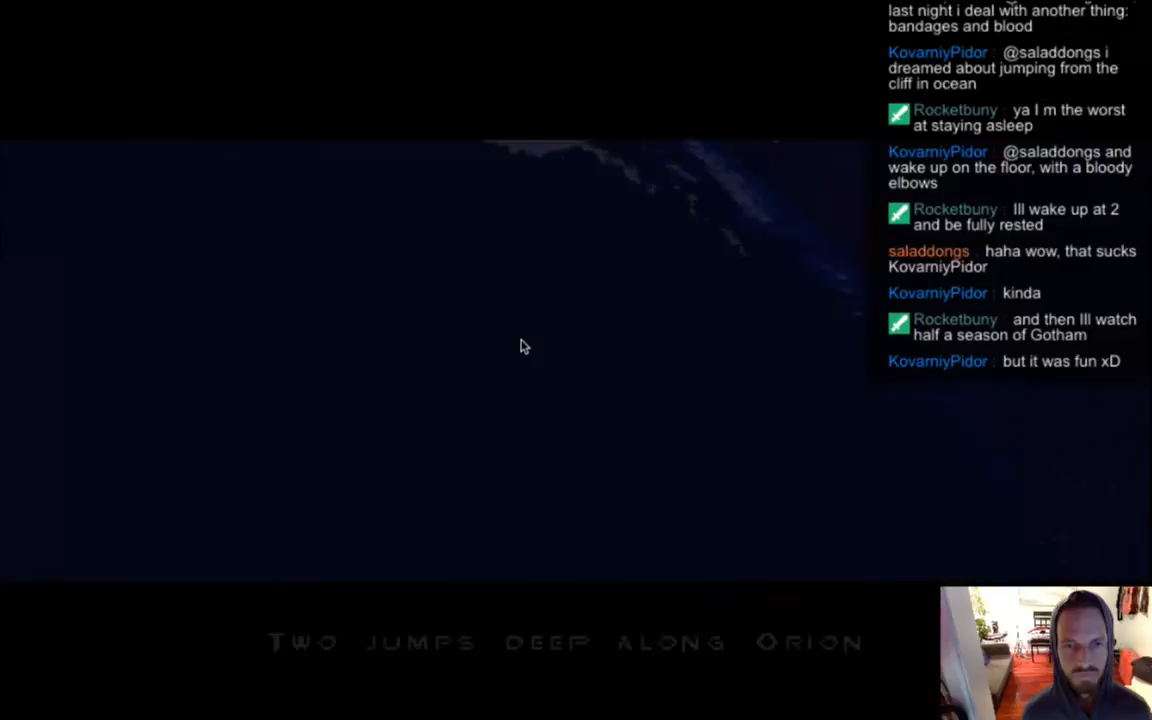 last night i deal with another thing:
bandages and blood
KovarniyPidor : @saladdongs i
dreamed about jumping from the
cliff in ocean
Rocketbuny : ya I m the worst
at staying asleep
KovarniyPidor : @saladdongs and
wake up on the floor, with a bloody
elbows
Rocketbuny : Ill wake up at 2
and be fully rested
saladdongs haha wow, that sucks
KovarniyPidor
KovarniyPidor : kinda
Rocketbuny : and then Ill watch
half a season of Gotham
KovarniyPidor : but it was fun xD
Two jumps deep along Orion